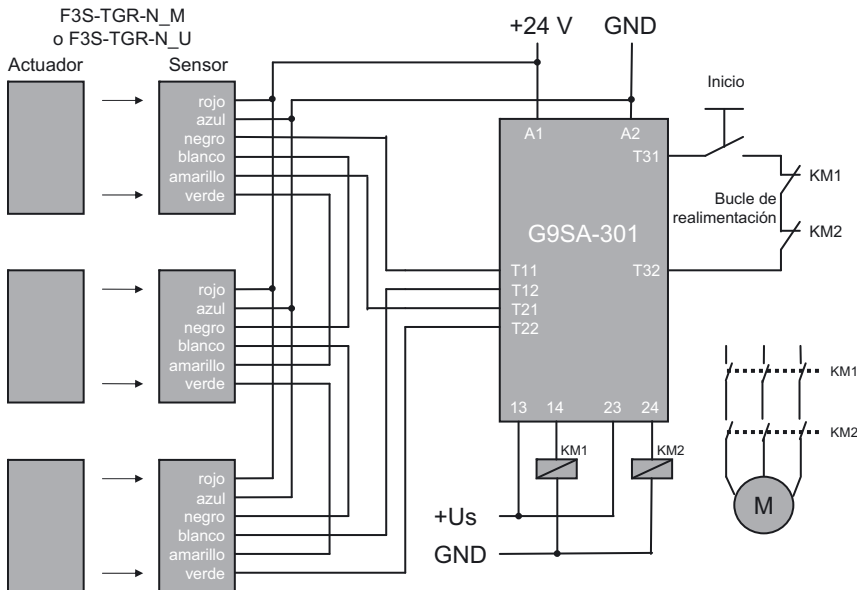 F3S-TGR-N_M
o F3S-TGR-N_U
Actuador
Sensor
rojo
azul
negro
blanco
amarillo
verde
rojo
azul
negro
blanco
amarillo
verde
rojo
azul
negro
blanco
amarillo
verde
+24 V
GND
A1
A2
T31
G9SA-301
T11
T12
T21
T22
T32
13
14
23
24
Inicio
KM1
Bucle de
realimentación
KM2
KM1
KM2
+Us
GND
KM1
KM2
M